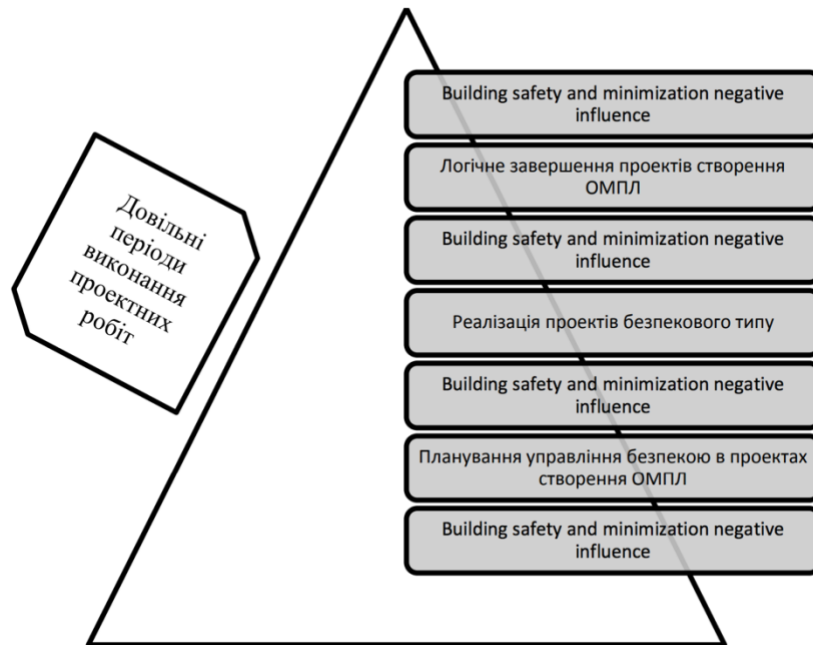 Building safety and minimization negative
influence
Логічне завершення проектів створення
ОМПЛ
Building safety and minimization negative
influence
Реалізація проектів безпекового типу
Building safety and minimization negative
influence
Планування управління безпекою в проектах
створення ОМПЛ
Building safety and minimization negative
influence
Довільні
періоди
виконання
проектних
робіт